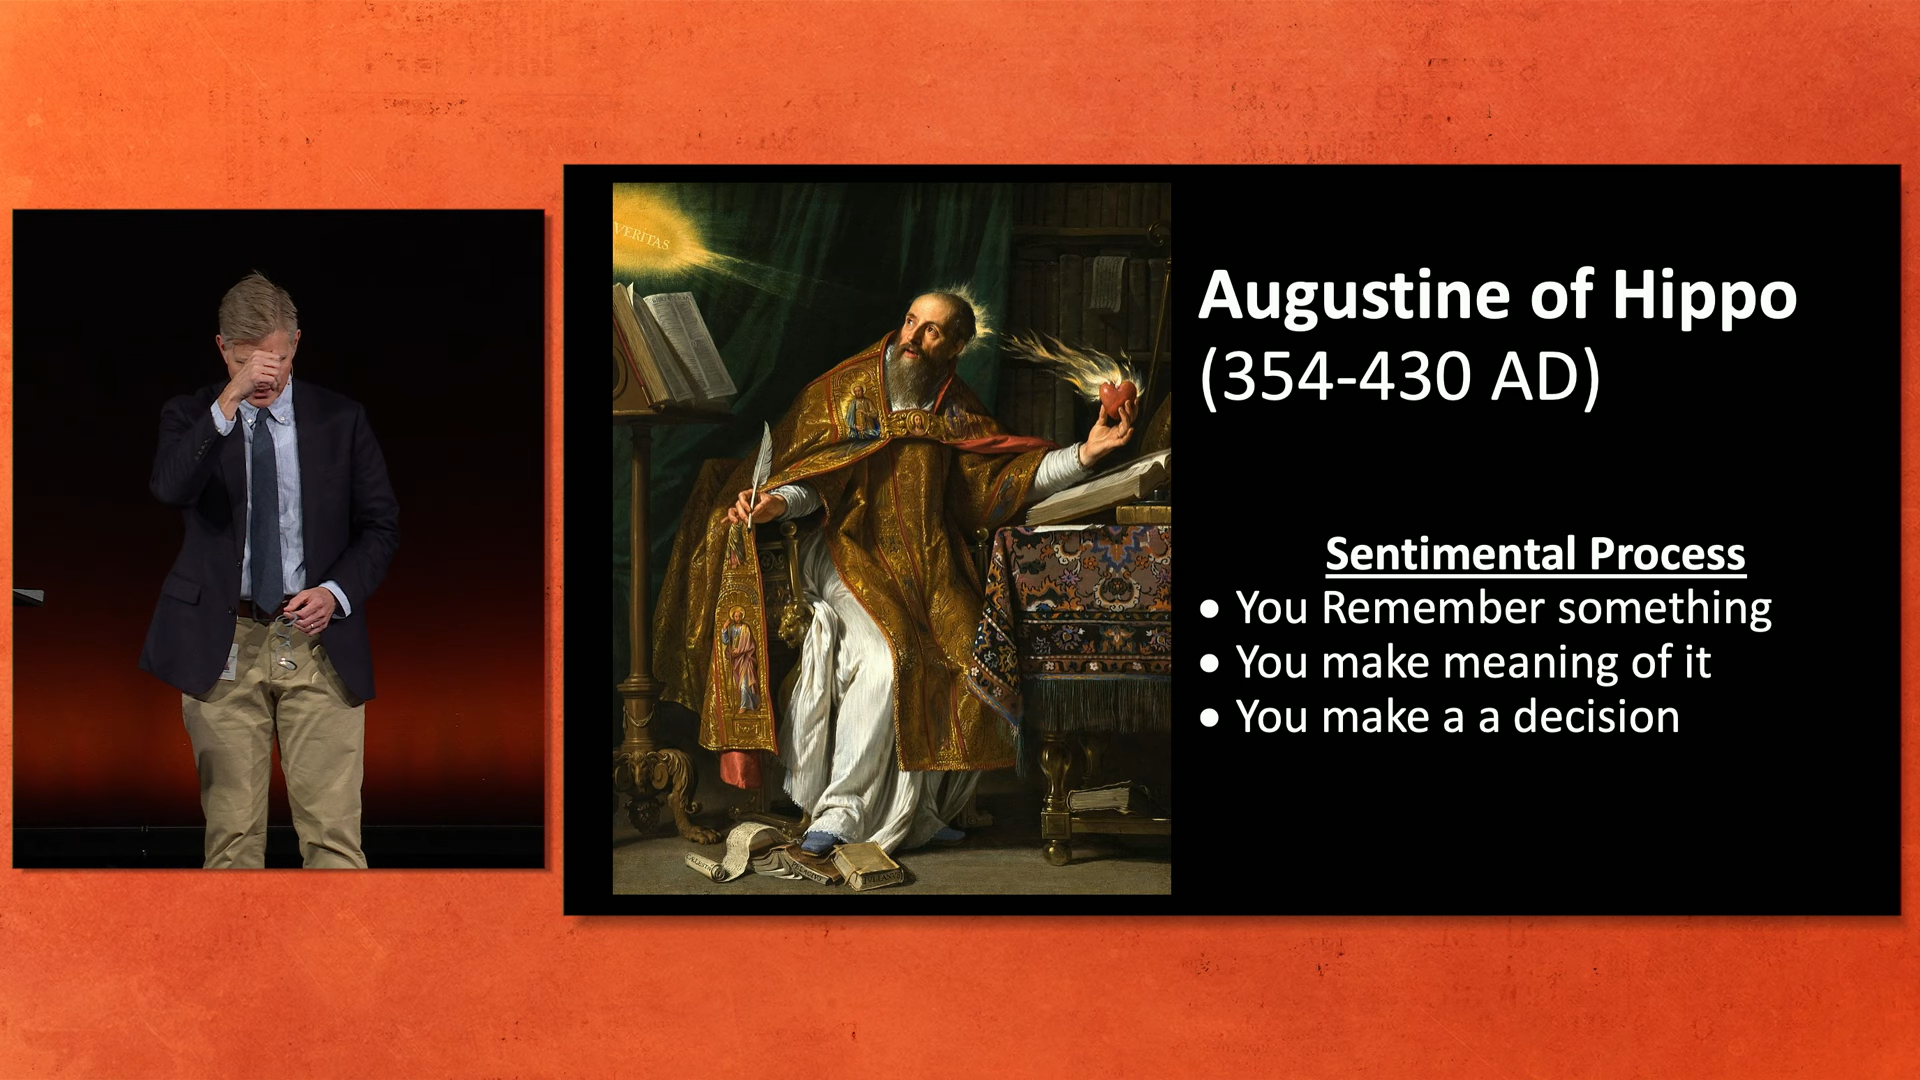 VERITAS
Augustine of Hippo
(354-430 AD)
Sentimental Process
● You Remember something
● You make meaning of it
● You make a a decision